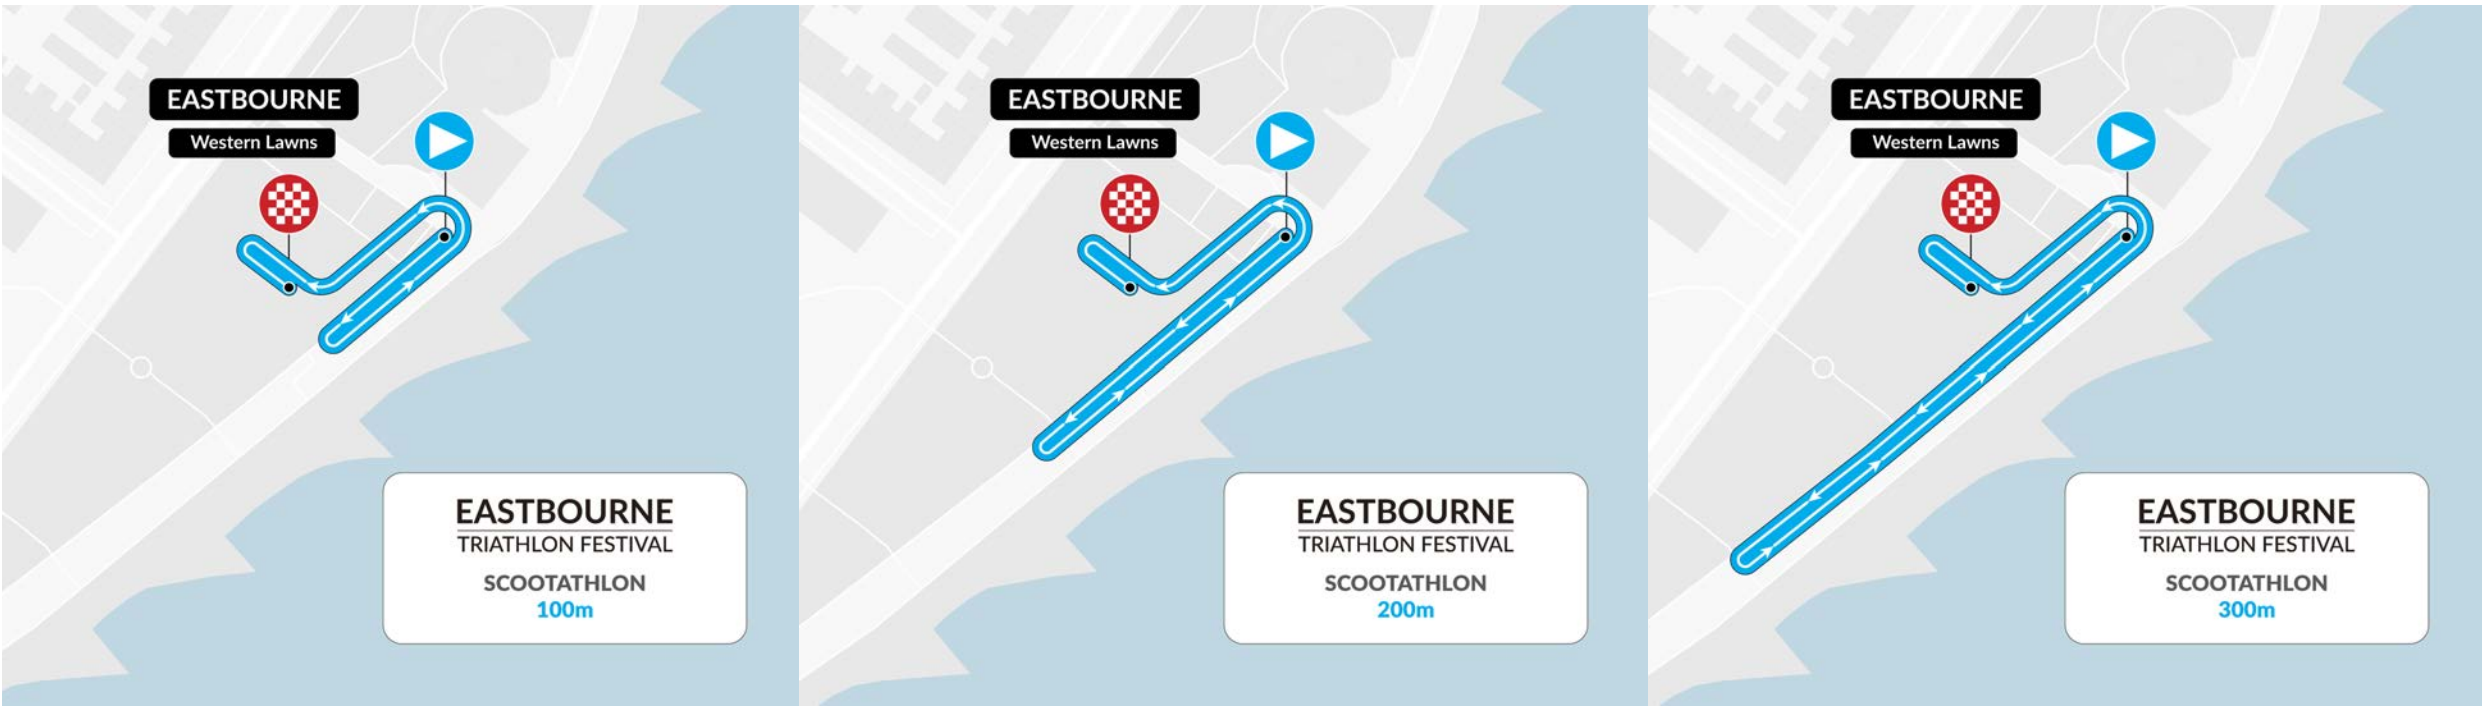 EASTBOURNE
Western Lawns
EASTBOURNE
TRIATHLON FESTIVAL
SCOOTATHLON
100m
EASTBOURNE
Western Lawns
EASTBOURNE
TRIATHLON FESTIVAL
SCOOTATHLON
200m
EASTBOURNE
Western Lawns
EASTBOURNE
TRIATHLON FESTIVAL
SCOOTATHLON
300m